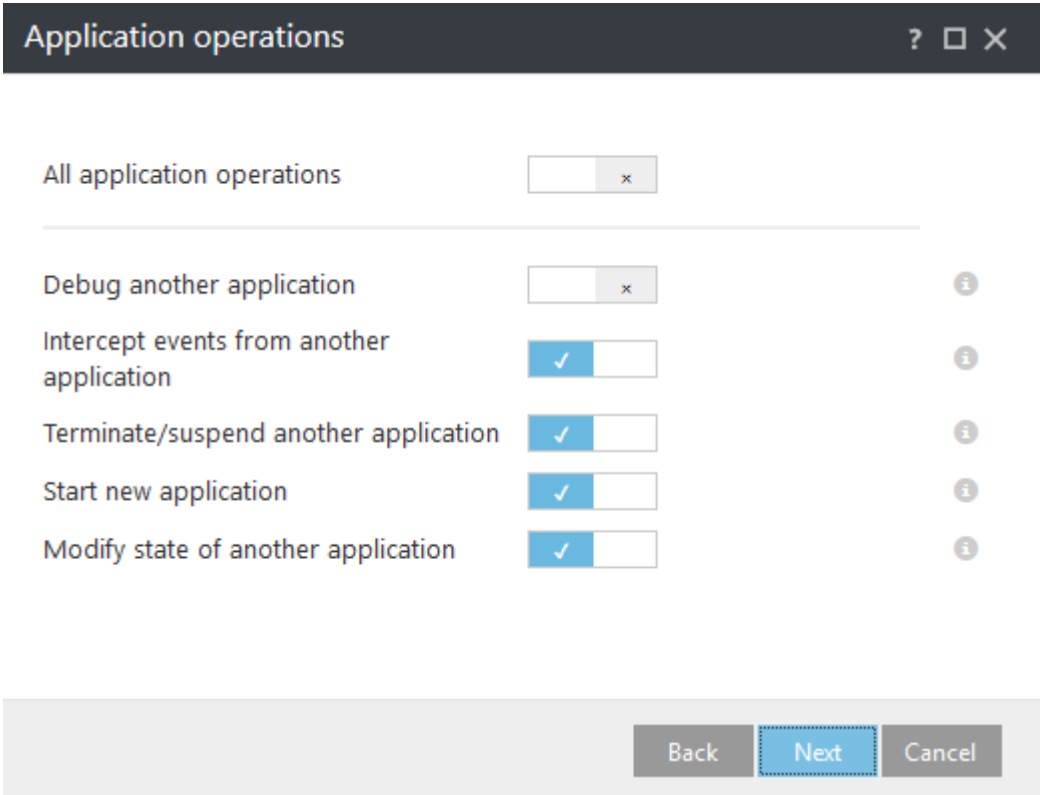 Application operations
All application operations
Debug another application
Intercept events from another
application
Terminate/suspend another application
Start new application
Modify state of another application
Back Next Cancel